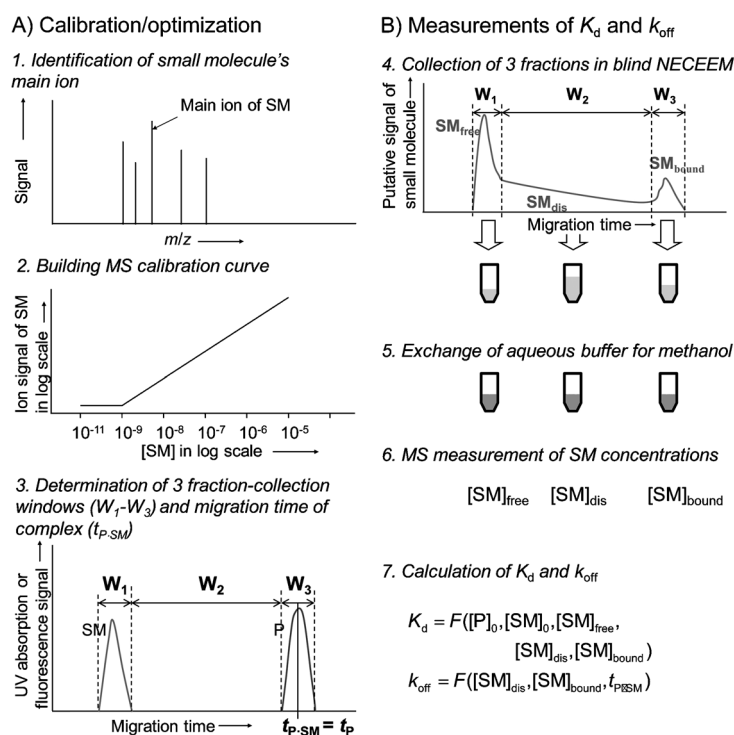 A) Calibration/optimization
1. Identification of small molecule's
main ion
Signal
Main ion of SM
m/z
2. Building MS calibration curve
Ion signal of SM
in log scale
10-11 10-9 10-8 10-7 10-6 10-5
[SM] in log scale
3. Determination of 3 fraction-collection
windows (W1-W3) and migration time of
complex (tP·SM)
UV absorption or
fluorescence signal
W1 W2 W3
SM P
Migration time
tP·SM = tP
B) Measurements of Kd and koff
4. Collection of 3 fractions in blind NECEEM
Putative signal of
small molecule
W1 W2 W3
SMfree
SMbound
SMdis
Migration time
5. Exchange of aqueous buffer for methanol
6. MS measurement of SM concentrations
[SM]free [SM]dis [SM]bound
7. Calculation of Kd and koff
Kd = F([P]0,[SM]0,[SM]free,
[SM]dis,[SM]bound)
koff = F([SM]dis,[SM]bound,tPSM)